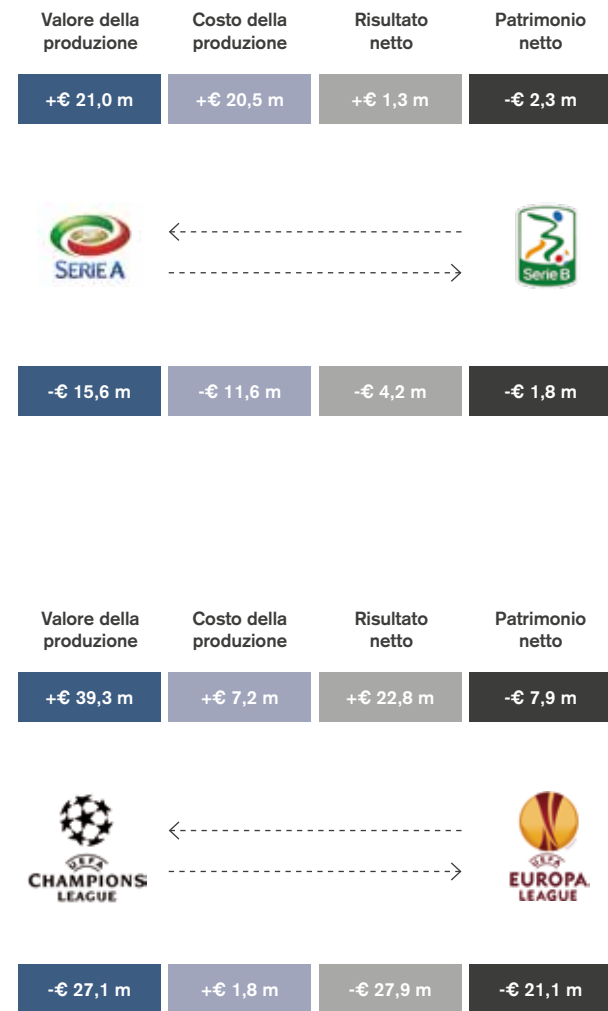 Valore della Costo della Risultato Patrimonio
produzione produzione netto netto
+€ 21,0 m +€ 20,5 m +€ 1,3 m -€ 2,3 m
SERIE A Serie B
-€ 15,6 m -€ 11,6 m -€ 4,2 m -€ 1,8 m
Valore della Costo della Risultato Patrimonio
produzione produzione netto netto
+€ 39,3 m +€ 7,2 m +€ 22,8 m -€ 7,9 m
UEFA UEFA
CHAMPIONS EUROPA
LEAGUE LEAGUE
-€ 27,1 m +€ 1,8 m -€ 27,9 m -€ 21,1 m